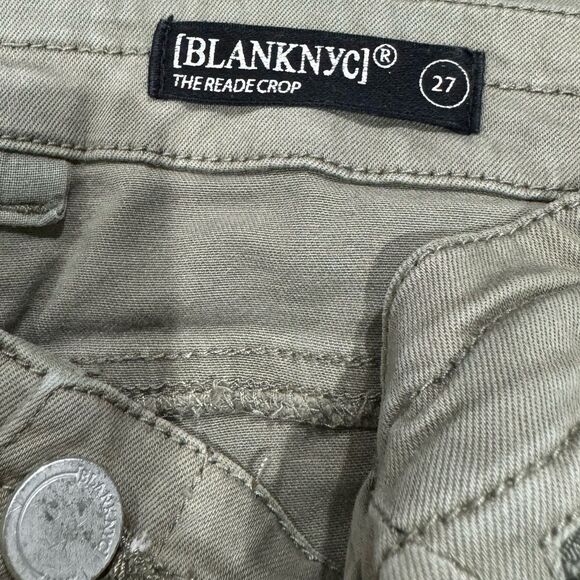 [BLANKNYC]®
THE READE CROP
27
BLANKNYC